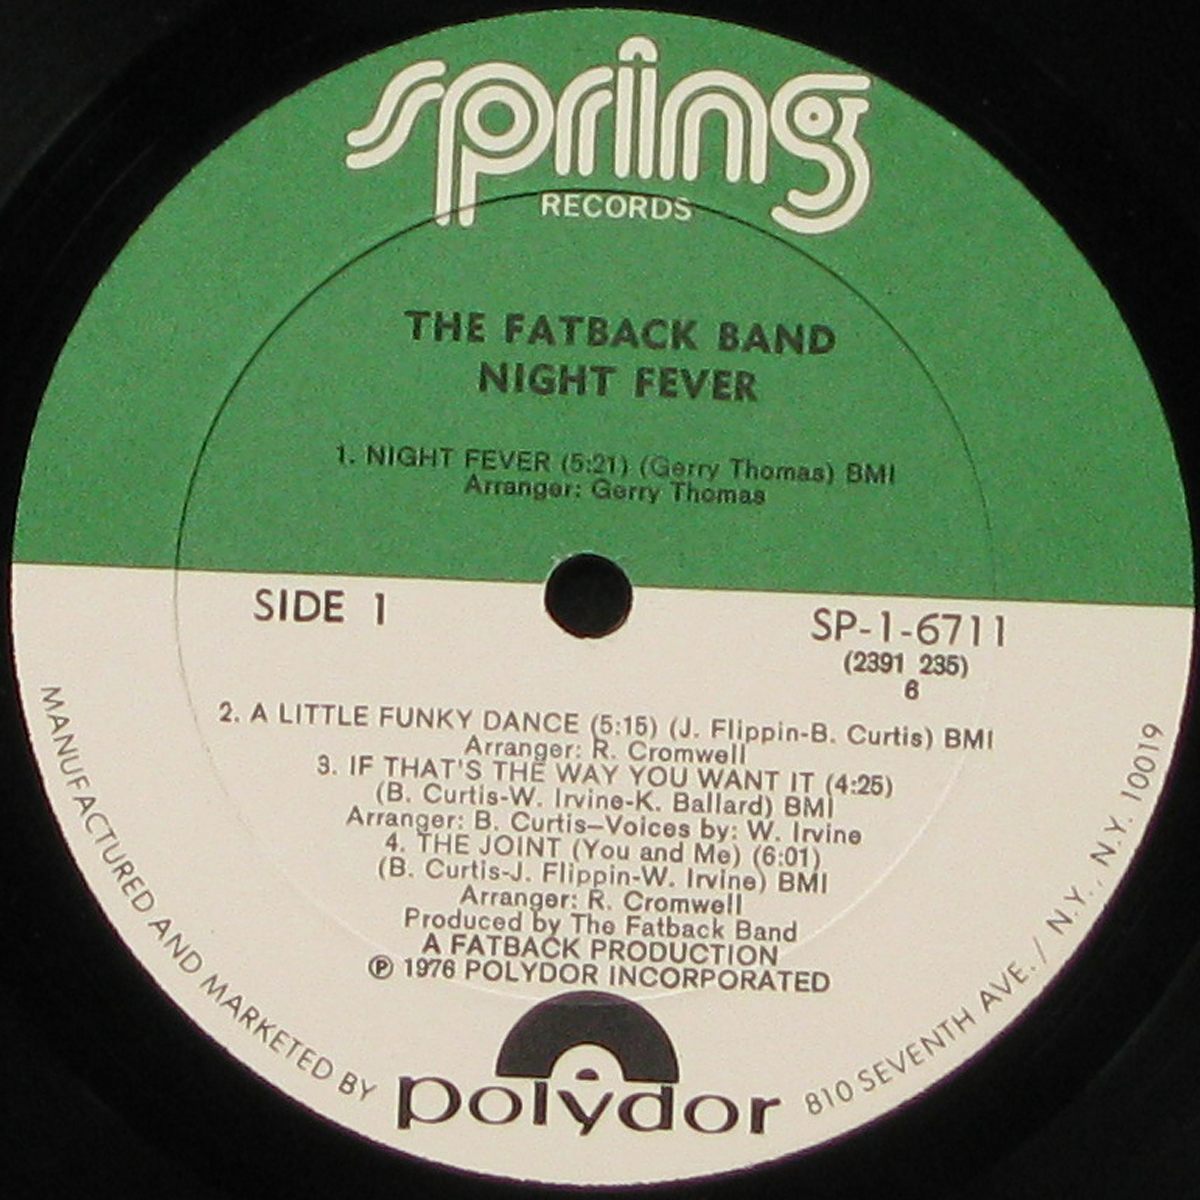 spring
RECORDS
THE FATBACK BAND
NIGHT FEVER
1. NIGHT FEVER (5:21) (Gerry Thomas) BMI
Arranger: Gerry Thomas
SIDE 1
SP-1-6711
(2391 235)
6
2. A LITTLE FUNKY DANCE (5:15) (J. Flippin-B. Curtis) BMI
Arranger: R. Cromwell
3. IF THAT'S THE WAY YOU WANT IT (4:25)
(B. Curtis-W. Irvine-K. Ballard) BMI
Arranger: B. Curtis—Voices by: W. Irvine
4. THE JOINT (You and Me) (6:01)
(B. Curtis-J. Flippin-W. Irvine) BMI
Arranger: R. Cromwell
Produced by The Fatback Band
A FATBACK PRODUCTION
℗ 1976 POLYDOR INCORPORATED
MANUFACTURED AND MARKETED BY
polydor
810 SEVENTH AVE. / N.Y., N.Y. 10019